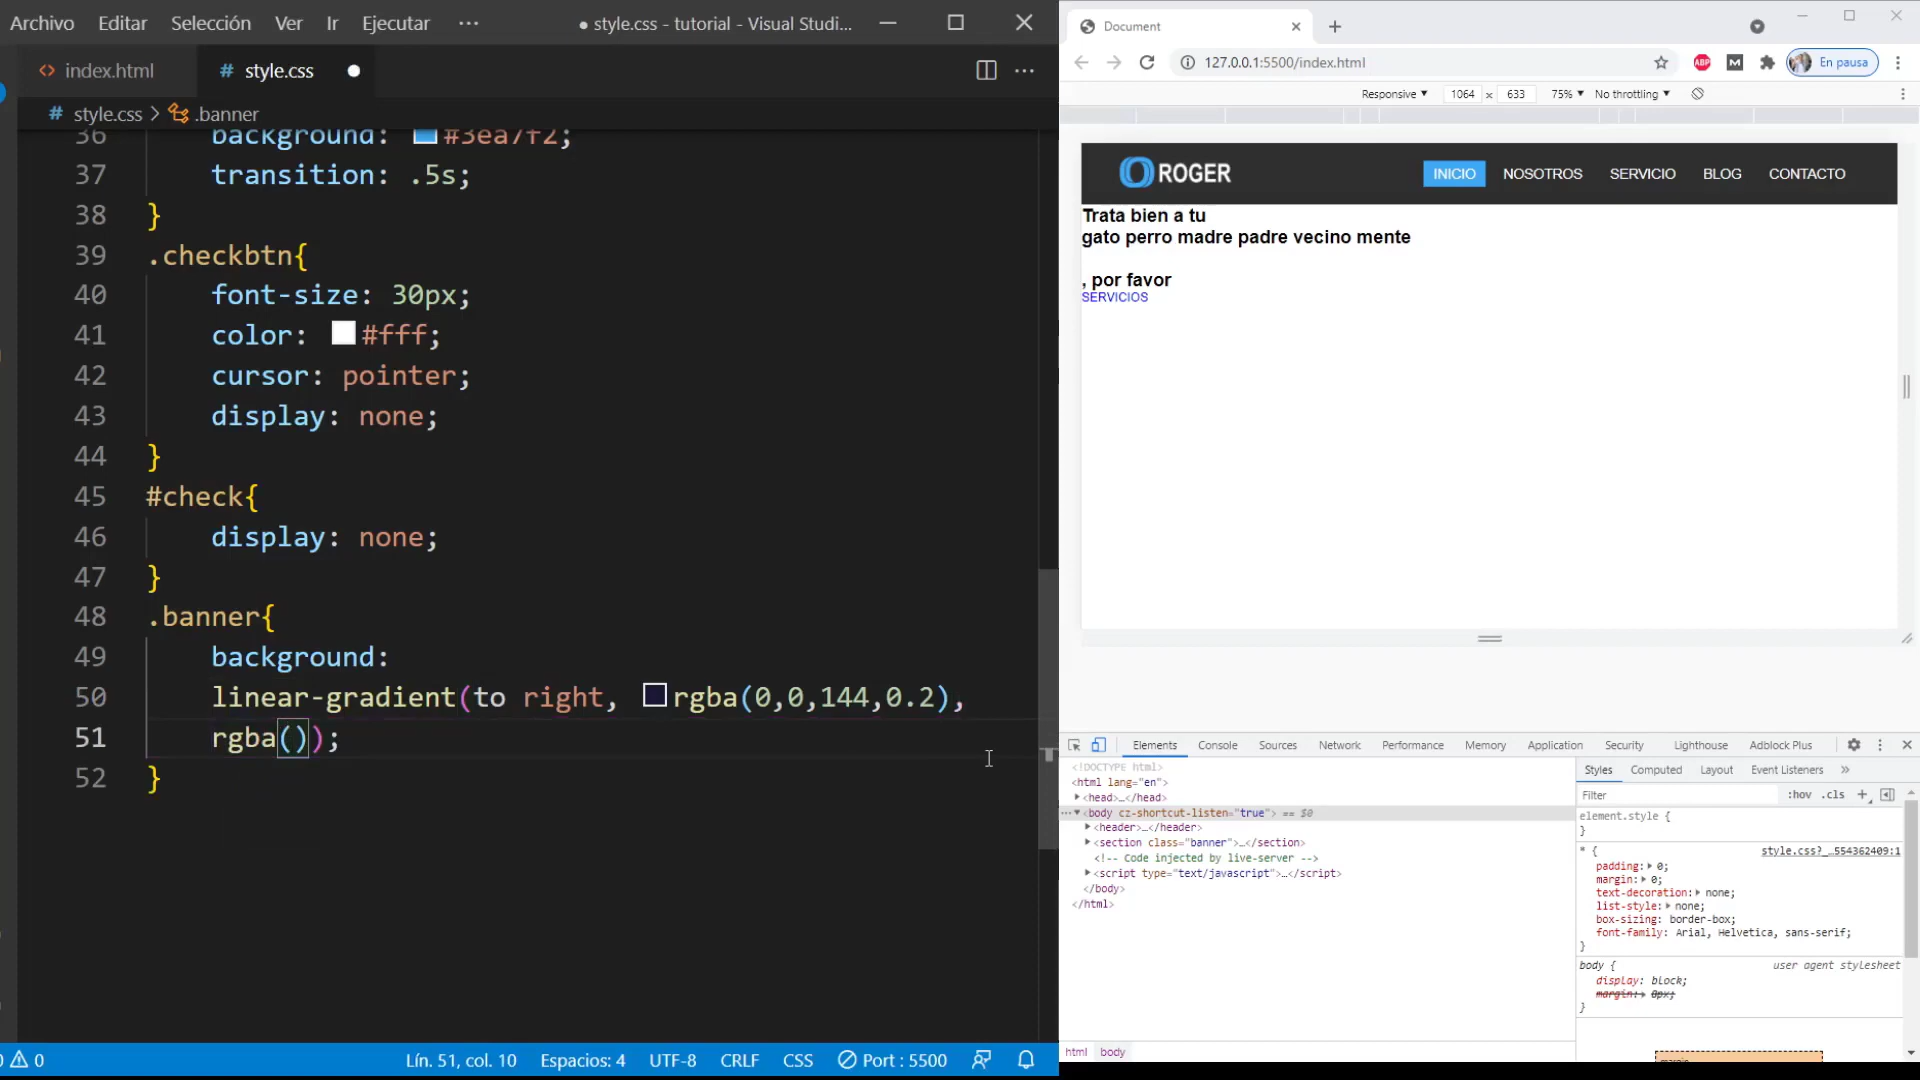 Archivo Editar Selección Ver Ir Ejecutar ··· ● style.css - tutorial - Visual Studi...
<> index.html # style.css ●
# style.css > .banner
36 background: #3ea7f2;
37 transition: .5s;
38 }
39 .checkbtn{
40 font-size: 30px;
41 color: #fff;
42 cursor: pointer;
43 display: none;
44 }
45 #check{
46 display: none;
47 }
48 .banner{
49 background:
50 linear-gradient(to right, rgba(0,0,144,0.2),
51 rgba());
52 }
0 Lín. 51, col. 10 Espacios: 4 UTF-8 CRLF CSS Port : 5500
Document
127.0.0.1:5500/index.html ABP M En pausa
Responsive ▼ 1064 x 633 75% ▼ No throttling ▼
ROGER INICIO NOSOTROS SERVICIO BLOG CONTACTO
Trata bien a tu
gato perro madre padre vecino mente
, por favor
SERVICIOS
Elements Console Sources Network Performance Memory Application Security Lighthouse Adblock Plus
<!DOCTYPE html>
<html lang="en">
▶<head>…</head>
···▼<body cz-shortcut-listen="true"> == $0
▶<header>…</header>
▶<section class="banner">…</section>
<!-- Code injected by live-server -->
▶<script type="text/javascript">…</script>
</body>
</html>
html body
Styles Computed Layout Event Listeners »
Filter :hov .cls +
element.style {
}
* { style.css?_…554362409:1
padding:▶ 0;
margin:▶ 0;
text-decoration:▶ none;
list-style:▶ none;
box-sizing: border-box;
font-family: Arial, Helvetica, sans-serif;
}
body { user agent stylesheet
display: block;
margin:▶ 8px;
}
margin